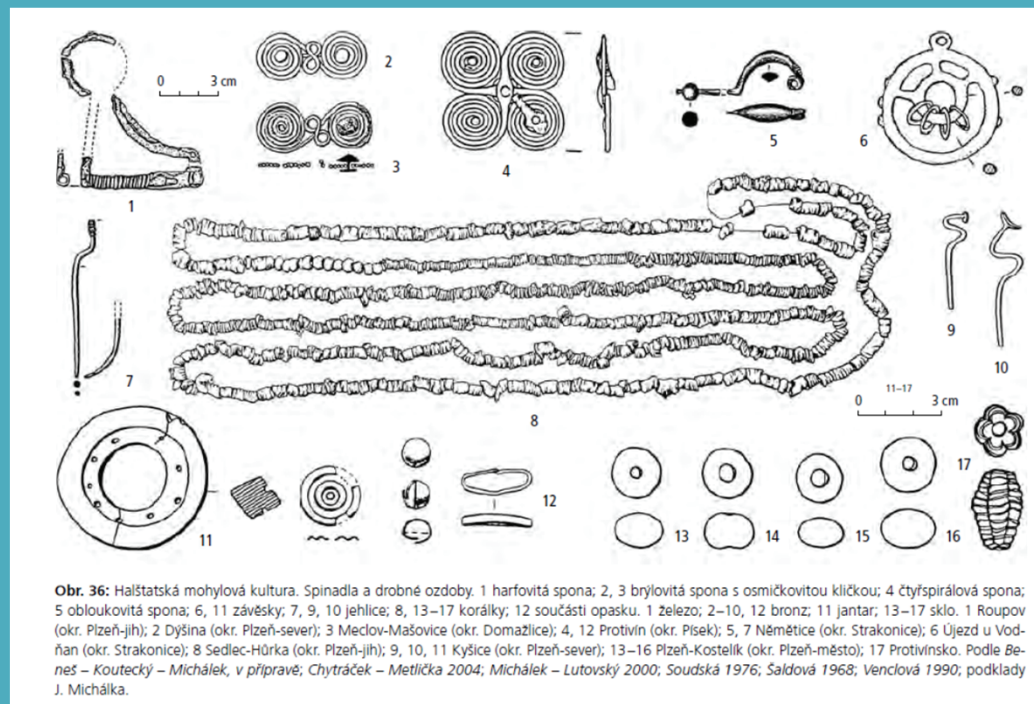 0 3 cm
1
2
3
4
5
6
7
8
9
10
11–17
0 3 cm
11
12
13
14
15
16
17
Obr. 36: Halštatská mohylová kultura. Spinadla a drobné ozdoby. 1 harfovitá spona; 2, 3 brýlovitá spona s osmičkovitou kličkou; 4 čtyřspirálová spona;
5 obloukovitá spona; 6, 11 závěsky; 7, 9, 10 jehlice; 8, 13–17 korálky; 12 součásti opasku. 1 železo; 2–10, 12 bronz; 11 jantar; 13–17 sklo. 1 Roupov
(okr. Plzeň-jih); 2 Dýšina (okr. Plzeň-sever); 3 Meclov-Mašovice (okr. Domažlice); 4, 12 Protivín (okr. Písek); 5, 7 Němětice (okr. Strakonice); 6 Újezd u Vod-
ňan (okr. Strakonice); 8 Sedlec-Hůrka (okr. Plzeň-jih); 9, 10, 11 Kyšice (okr. Plzeň-sever); 13–16 Plzeň-Kostelík (okr. Plzeň-město); 17 Protivínsko. Podle Be-
neš – Koutecký – Michálek, v přípravě; Chytráček – Metlička 2004; Michálek – Lutovský 2000; Soudská 1976; Šaldová 1968; Venclová 1990; podklady
J. Michálka.